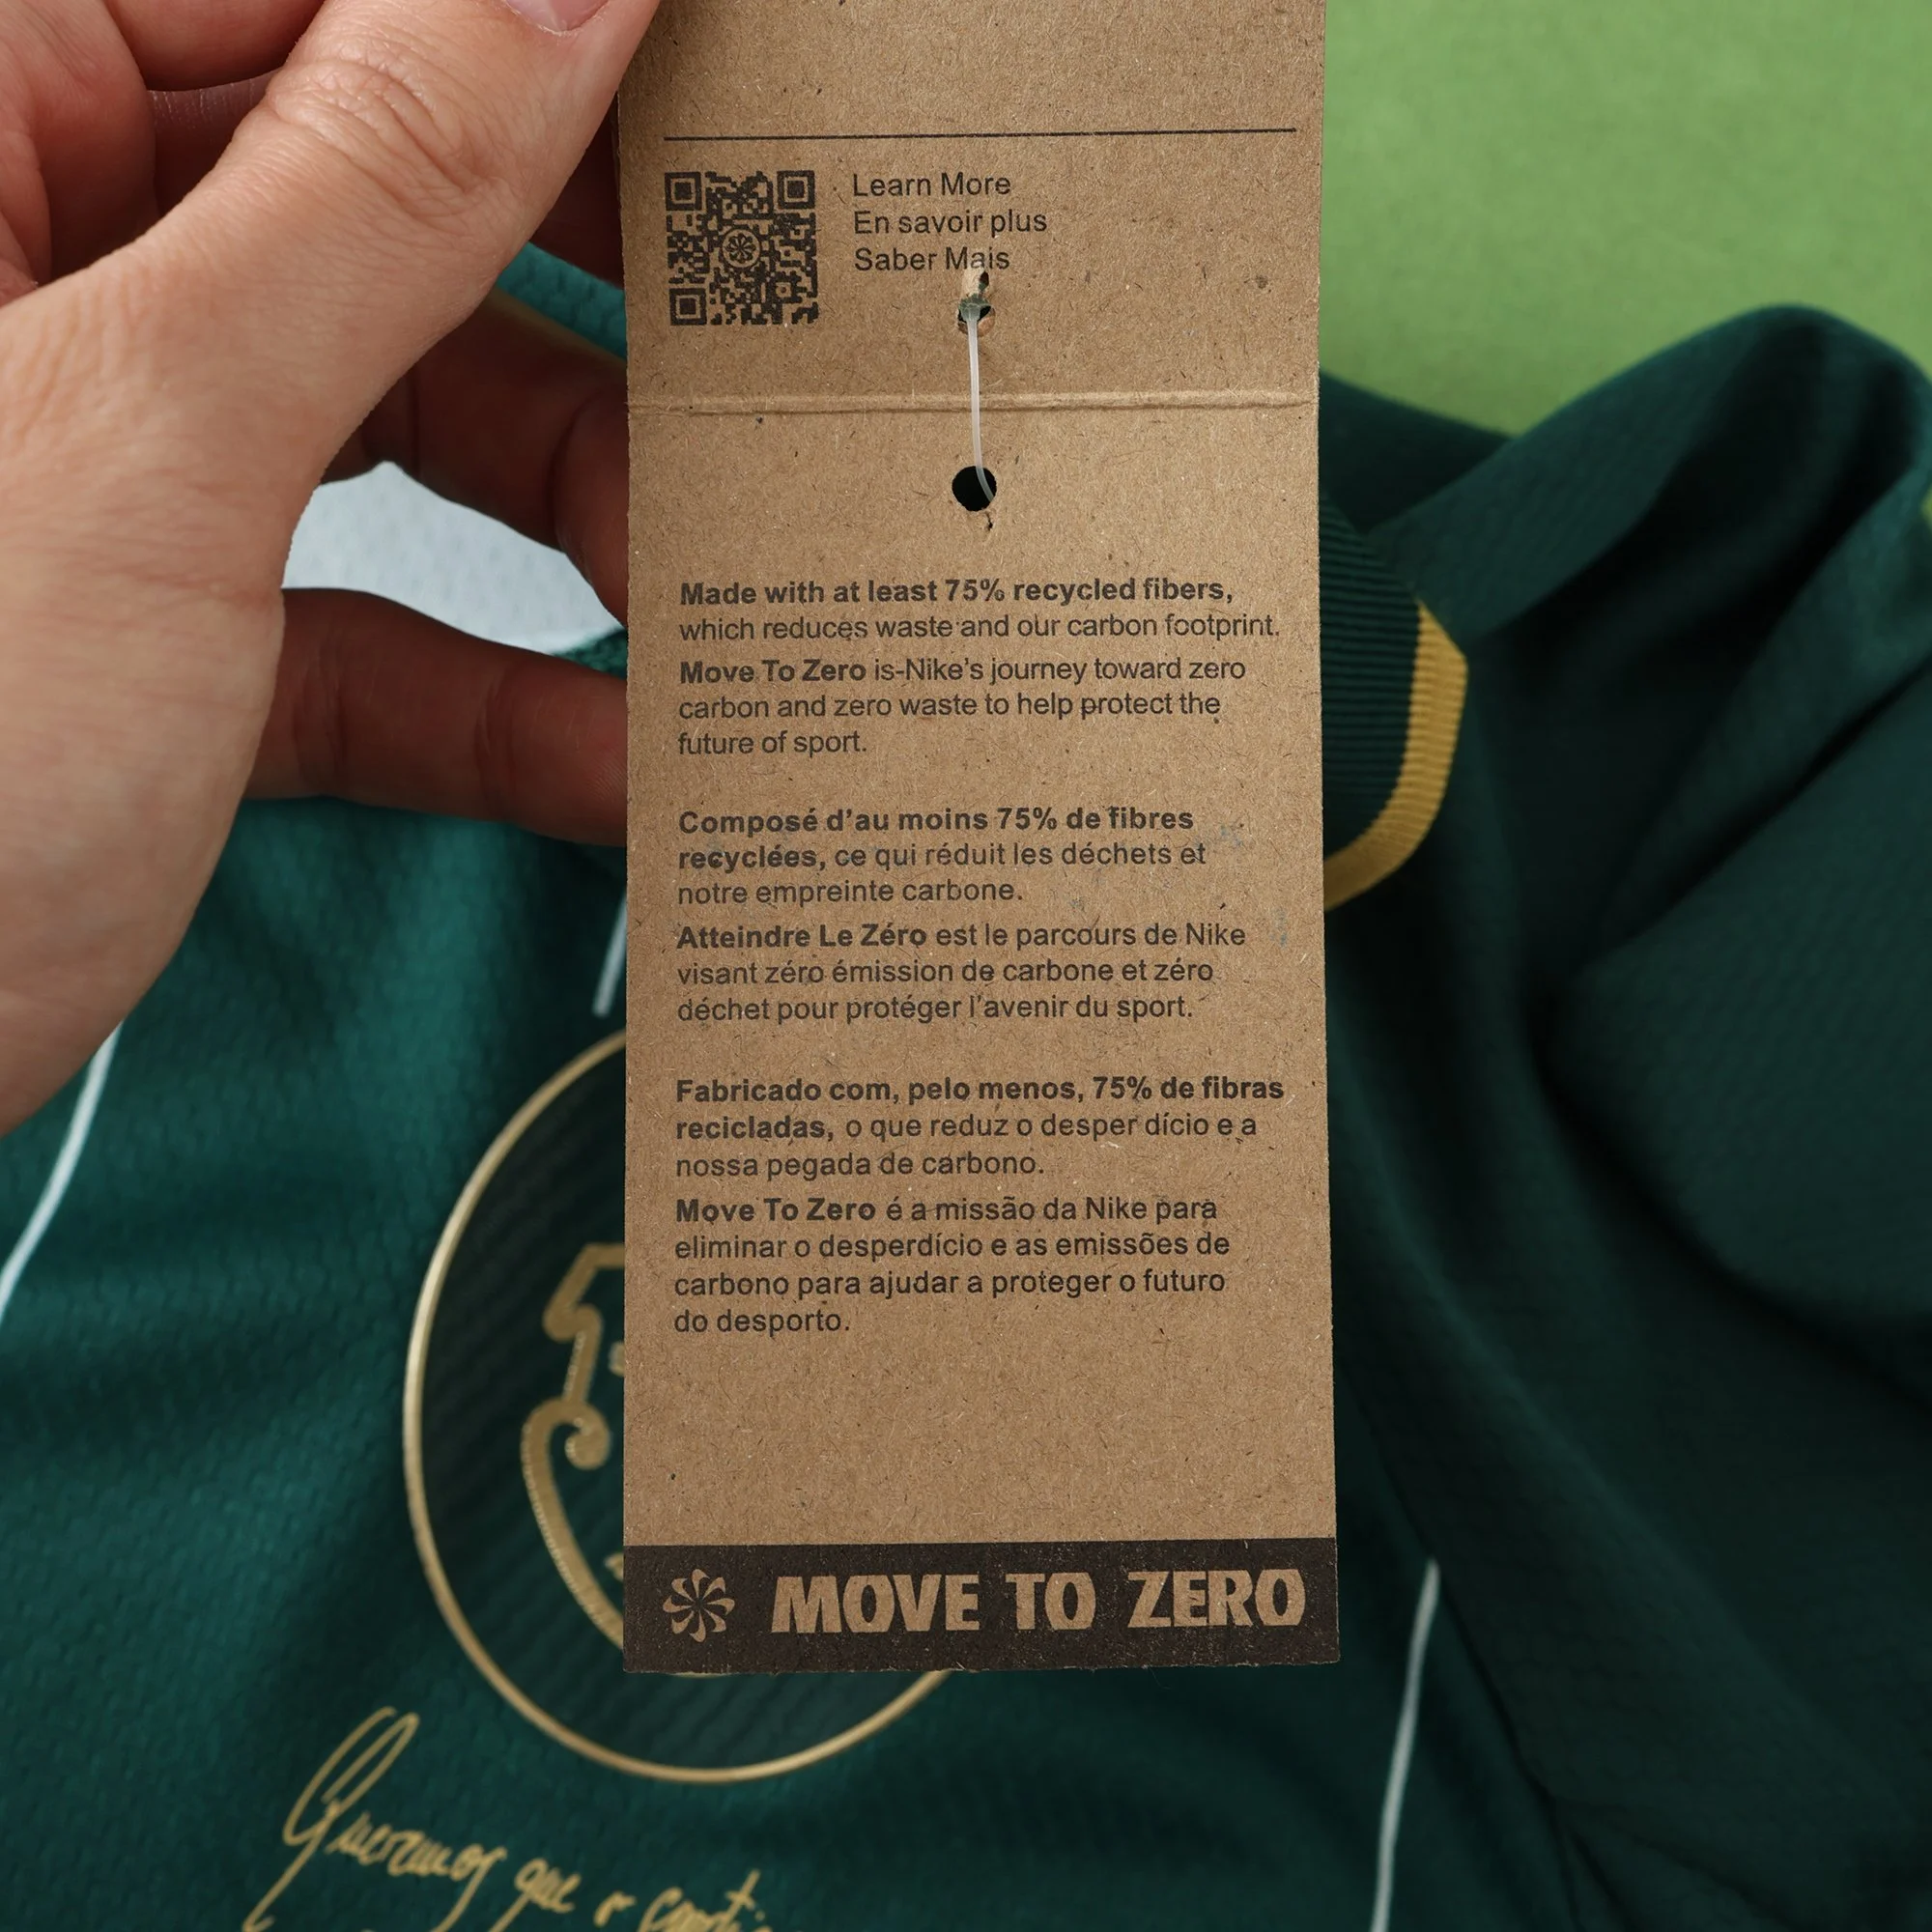 Learn More
En savoir plus
Saber Mais
Made with at least 75% recycled fibers,
which reduces waste and our carbon footprint.
Move To Zero is-Nike's journey toward zero
carbon and zero waste to help protect the
future of sport.
Composé d'au moins 75% de fibres
recyclées, ce qui réduit les déchets et
notre empreinte carbone.
Atteindre Le Zéro est le parcours de Nike
visant zéro émission de carbone et zéro
déchet pour protéger l'avenir du sport.
Fabricado com, pelo menos, 75% de fibras
recicladas, o que reduz o desper dício e a
nossa pegada de carbono.
Move To Zero é a missão da Nike para
eliminar o desperdício e as emissões de
carbono para ajudar a proteger o futuro
do desporto.
MOVE TO ZERO
Queremos que o